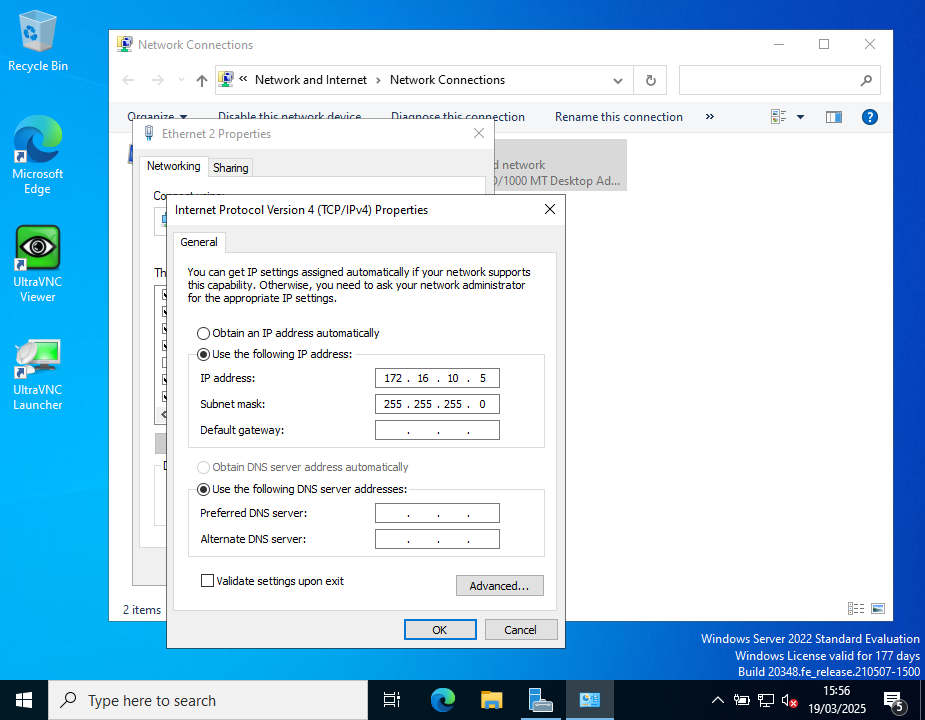 Recycle Bin
Microsoft
Edge
UltraVNC
Viewer
UltraVNC
Launcher
Network Connections
« Network and Internet › Network Connections
Organize Disable this network device Diagnose this connection Rename this connection »
Ethernet 2 Properties
Networking Sharing
d network
0/1000 MT Desktop Ad...
Internet Protocol Version 4 (TCP/IPv4) Properties
General
You can get IP settings assigned automatically if your network supports
this capability. Otherwise, you need to ask your network administrator
for the appropriate IP settings.
Obtain an IP address automatically
Use the following IP address:
IP address: 172 . 16 . 10 . 5
Subnet mask: 255 . 255 . 255 . 0
Default gateway: . . .
Obtain DNS server address automatically
Use the following DNS server addresses:
Preferred DNS server: . . .
Alternate DNS server: . . .
Validate settings upon exit
Advanced...
OK Cancel
2 items
Windows Server 2022 Standard Evaluation
Windows License valid for 177 days
Build 20348.fe_release.210507-1500
Type here to search
15:56
19/03/2025
5